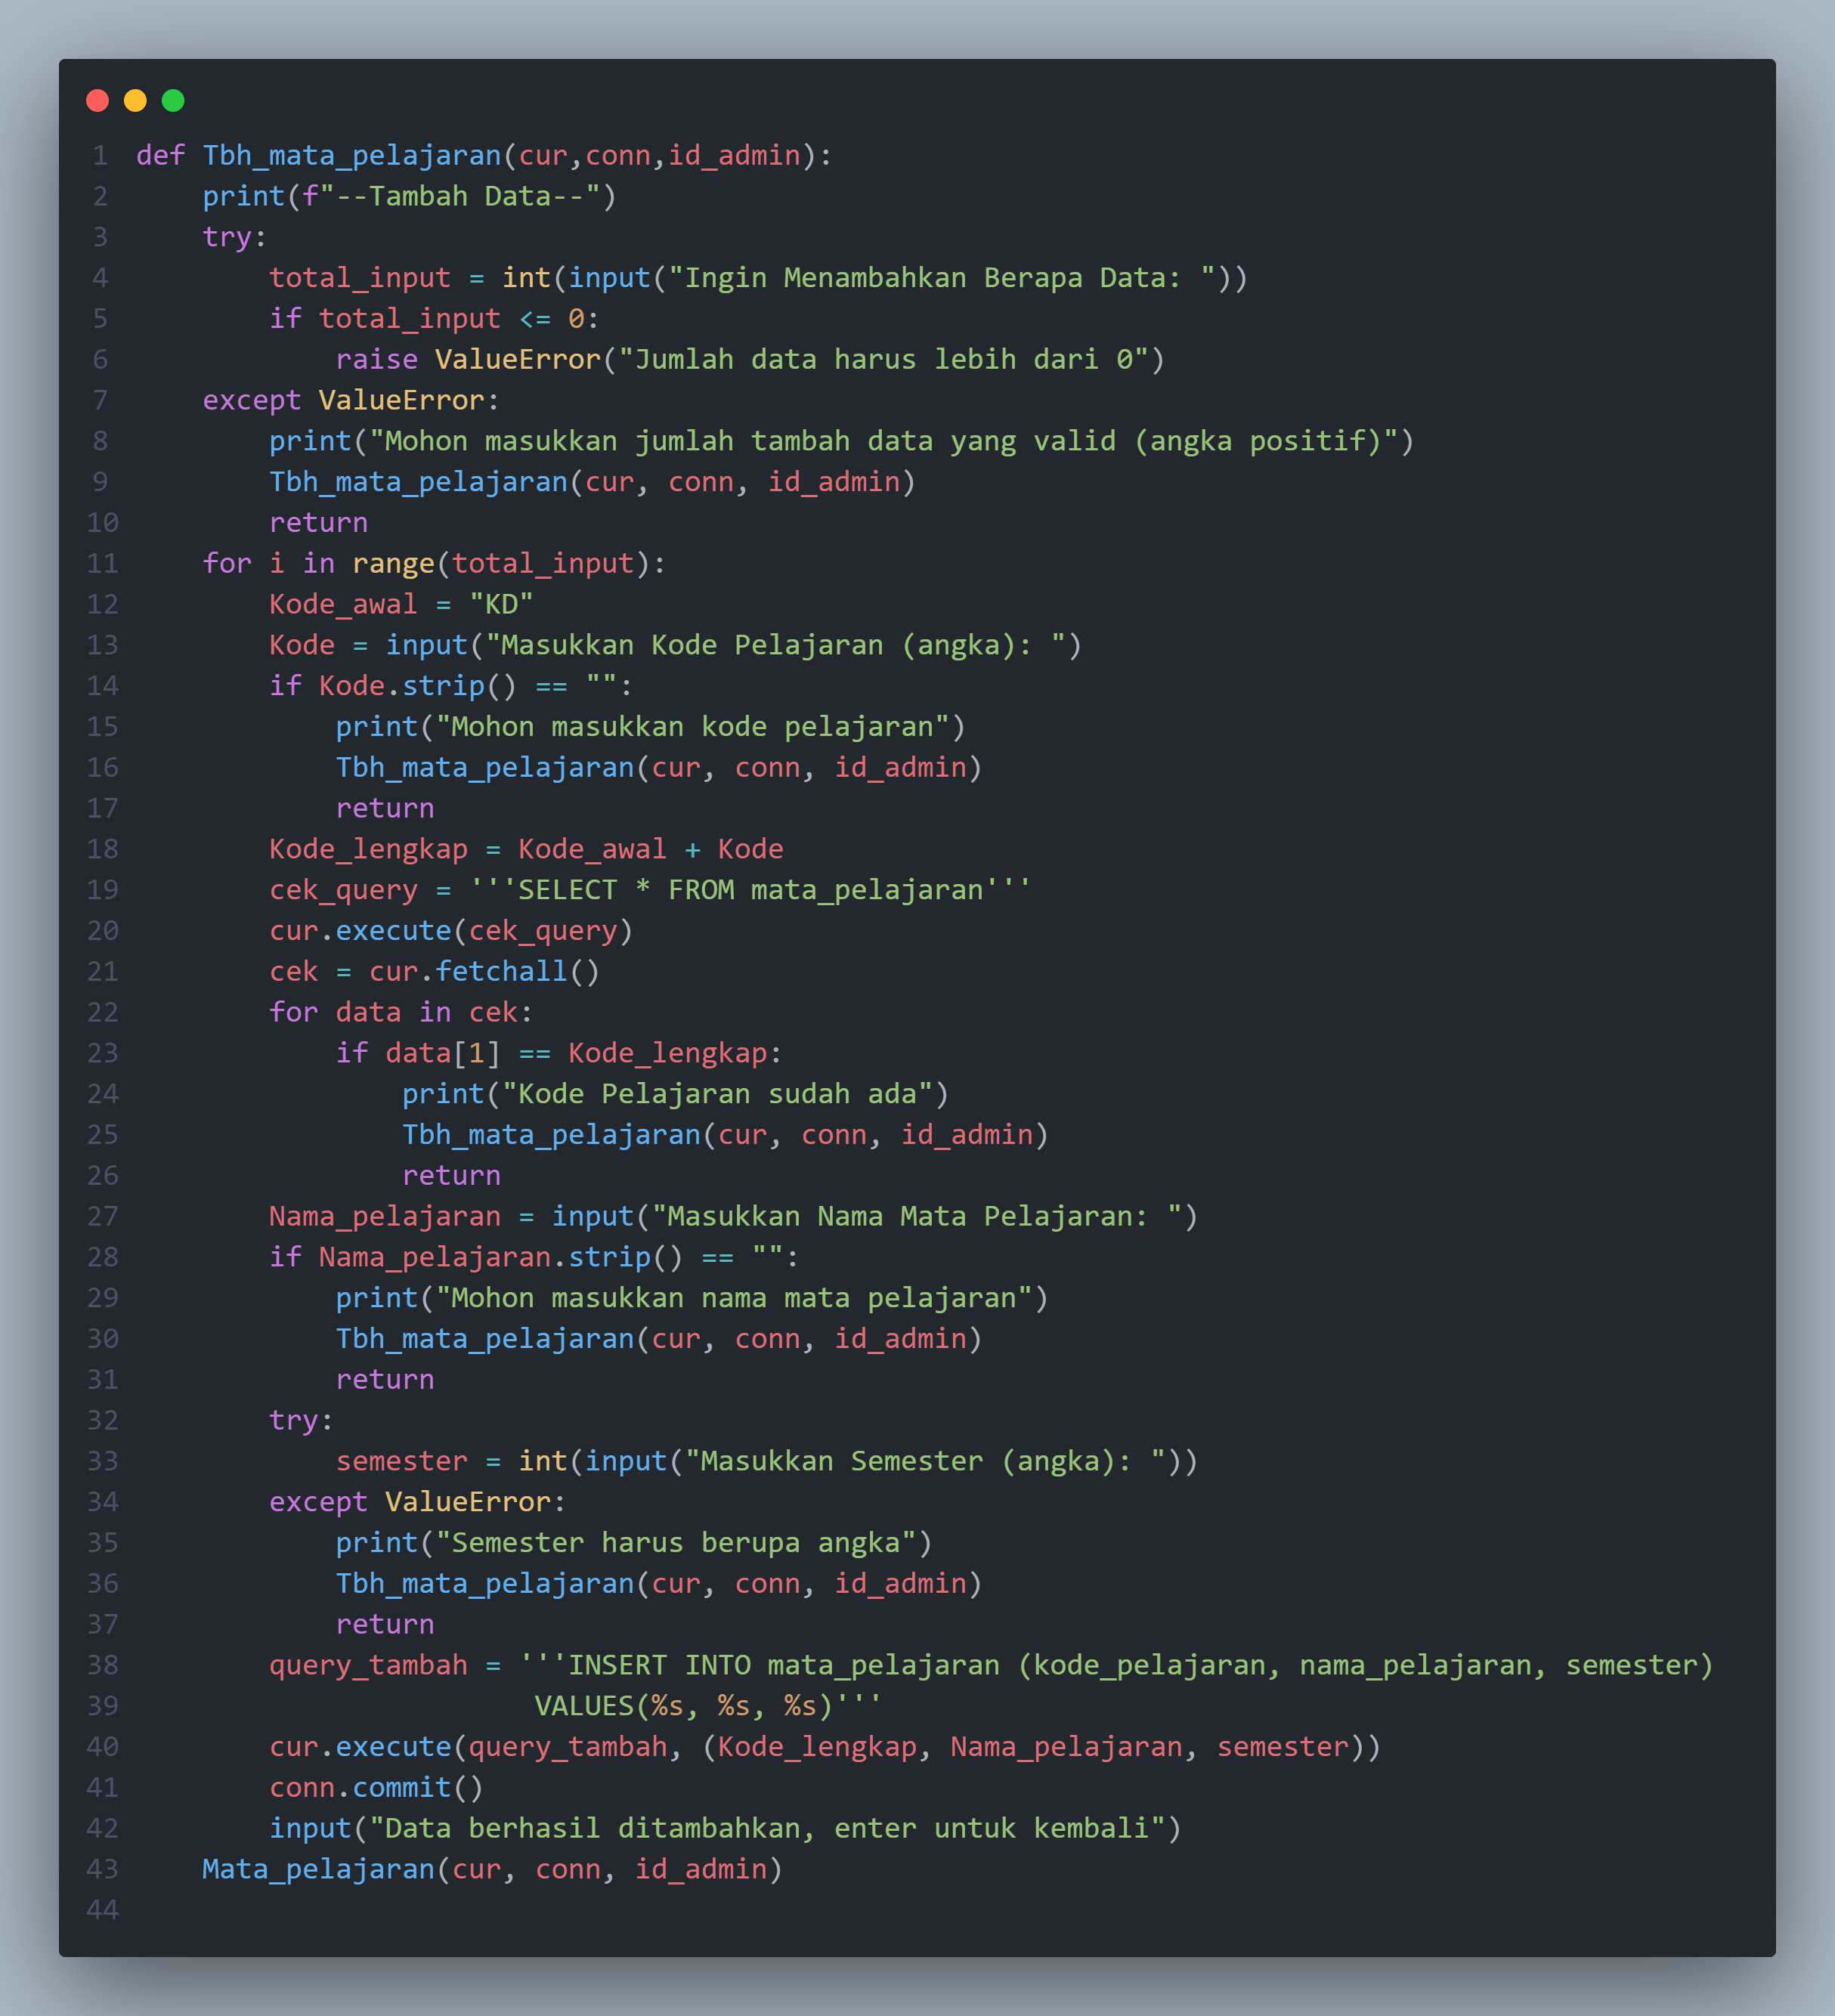 1 def Tbh_mata_pelajaran(cur,conn,id_admin):
2     print(f"--Tambah Data--")
3     try:
4         total_input = int(input("Ingin Menambahkan Berapa Data: "))
5         if total_input <= 0:
6             raise ValueError("Jumlah data harus lebih dari 0")
7     except ValueError:
8         print("Mohon masukkan jumlah tambah data yang valid (angka positif)")
9         Tbh_mata_pelajaran(cur, conn, id_admin)
10         return
11     for i in range(total_input):
12         Kode_awal = "KD"
13         Kode = input("Masukkan Kode Pelajaran (angka): ")
14         if Kode.strip() == "":
15             print("Mohon masukkan kode pelajaran")
16             Tbh_mata_pelajaran(cur, conn, id_admin)
17             return
18         Kode_lengkap = Kode_awal + Kode
19         cek_query = '''SELECT * FROM mata_pelajaran'''
20         cur.execute(cek_query)
21         cek = cur.fetchall()
22         for data in cek:
23             if data[1] == Kode_lengkap:
24                 print("Kode Pelajaran sudah ada")
25                 Tbh_mata_pelajaran(cur, conn, id_admin)
26                 return
27         Nama_pelajaran = input("Masukkan Nama Mata Pelajaran: ")
28         if Nama_pelajaran.strip() == "":
29             print("Mohon masukkan nama mata pelajaran")
30             Tbh_mata_pelajaran(cur, conn, id_admin)
31             return
32         try:
33             semester = int(input("Masukkan Semester (angka): "))
34         except ValueError:
35             print("Semester harus berupa angka")
36             Tbh_mata_pelajaran(cur, conn, id_admin)
37             return
38         query_tambah = '''INSERT INTO mata_pelajaran (kode_pelajaran, nama_pelajaran, semester)
39                         VALUES(%s, %s, %s)'''
40         cur.execute(query_tambah, (Kode_lengkap, Nama_pelajaran, semester))
41         conn.commit()
42         input("Data berhasil ditambahkan, enter untuk kembali")
43     Mata_pelajaran(cur, conn, id_admin)
44